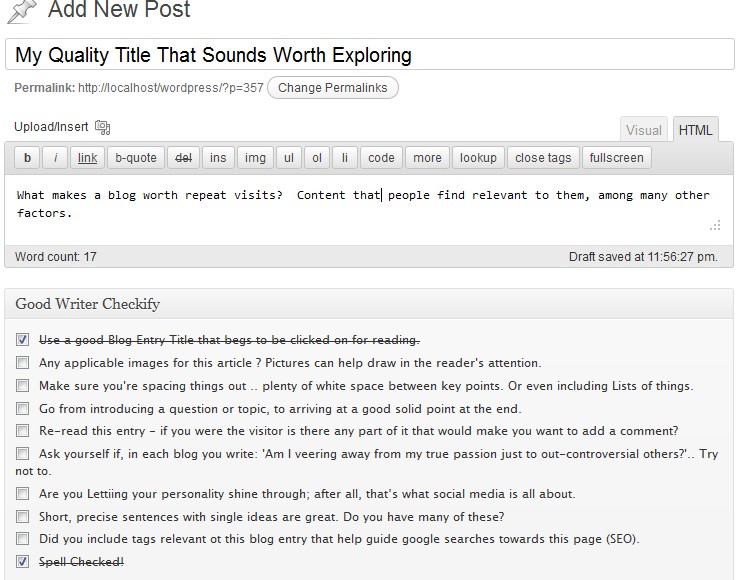 Add New Post
My Quality Title That Sounds Worth Exploring
Permalink: http://localhost/wordpress/?p=357 Change Permalinks
Upload/Insert Visual HTML
b i link b-quote del ins img ul ol li code more lookup close tags fullscreen
What makes a blog worth repeat visits?  Content that people find relevant to them, among many other
factors.
Word count: 17 Draft saved at 11:56:27 pm.
Good Writer Checkify
Use a good Blog Entry Title that begs to be clicked on for reading.
Any applicable images for this article ? Pictures can help draw in the reader's attention.
Make sure you're spacing things out .. plenty of white space between key points. Or even including Lists of things.
Go from introducing a question or topic, to arriving at a good solid point at the end.
Re-read this entry - if you were the visitor is there any part of it that would make you want to add a comment?
Ask yourself if, in each blog you write: 'Am I veering away from my true passion just to out-controversial others?'.. Try
not to.
Are you Lettiing your personality shine through; after all, that's what social media is all about.
Short, precise sentences with single ideas are great. Do you have many of these?
Did you include tags relevant ot this blog entry that help guide google searches towards this page (SEO).
Spell Checked!